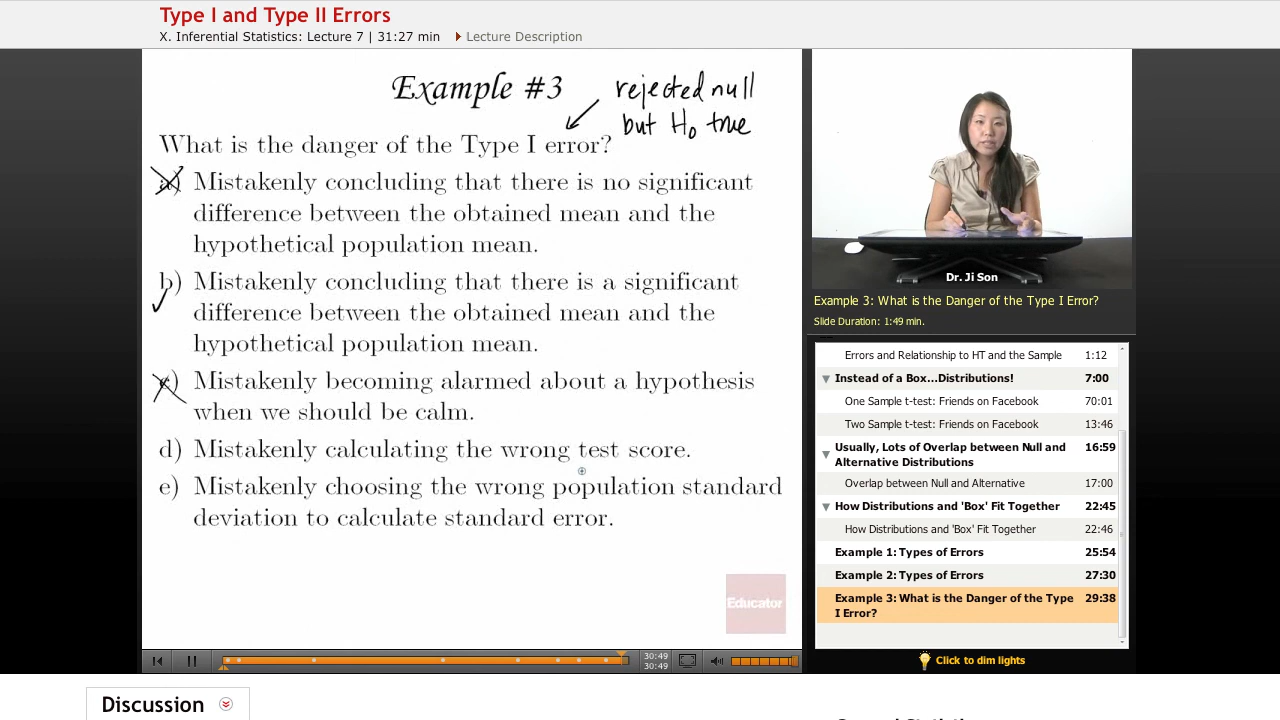 Type I and Type II Errors
X. Inferential Statistics: Lecture 7 | 31:27 min
Lecture Description
Example #3
rejected null
but H₀ true
What is the danger of the Type I error?
a) Mistakenly concluding that there is no significant
difference between the obtained mean and the
hypothetical population mean.
b) Mistakenly concluding that there is a significant
difference between the obtained mean and the
hypothetical population mean.
c) Mistakenly becoming alarmed about a hypothesis
when we should be calm.
d) Mistakenly calculating the wrong test score.
e) Mistakenly choosing the wrong population standard
deviation to calculate standard error.
Educator
30:49
30:49
Dr. Ji Son
Example 3: What is the Danger of the Type I Error?
Slide Duration: 1:49 min.
Errors and Relationship to HT and the Sample 1:12
Instead of a Box...Distributions! 7:00
One Sample t-test: Friends on Facebook 70:01
Two Sample t-test: Friends on Facebook 13:46
Usually, Lots of Overlap between Null and 16:59
Alternative Distributions
Overlap between Null and Alternative 17:00
How Distributions and 'Box' Fit Together 22:45
How Distributions and 'Box' Fit Together 22:46
Example 1: Types of Errors 25:54
Example 2: Types of Errors 27:30
Example 3: What is the Danger of the Type 29:38
I Error?
Click to dim lights
Discussion